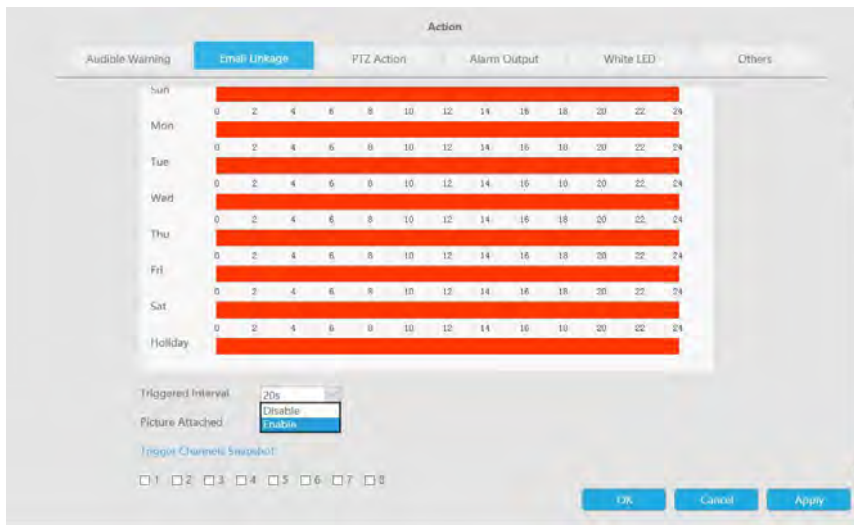 Action
Audible Warning Email Linkage PTZ Action Alarm Output White LED Others
Sun
0 2 4 6 8 10 12 14 16 18 20 22 24
Mon
0 2 4 6 8 10 12 14 16 18 20 22 24
Tue
0 2 4 6 8 10 12 14 16 18 20 22 24
Wed
0 2 4 6 8 10 12 14 16 18 20 22 24
Thu
0 2 4 6 8 10 12 14 16 18 20 22 24
Fri
0 2 4 6 8 10 12 14 16 18 20 22 24
Sat
0 2 4 6 8 10 12 14 16 18 20 22 24
Holiday
Triggered Interval 20s
Disable
Picture Attached Enable
Trigger Channels Snapshot
1 2 3 4 5 6 7 8
OK Cancel Apply